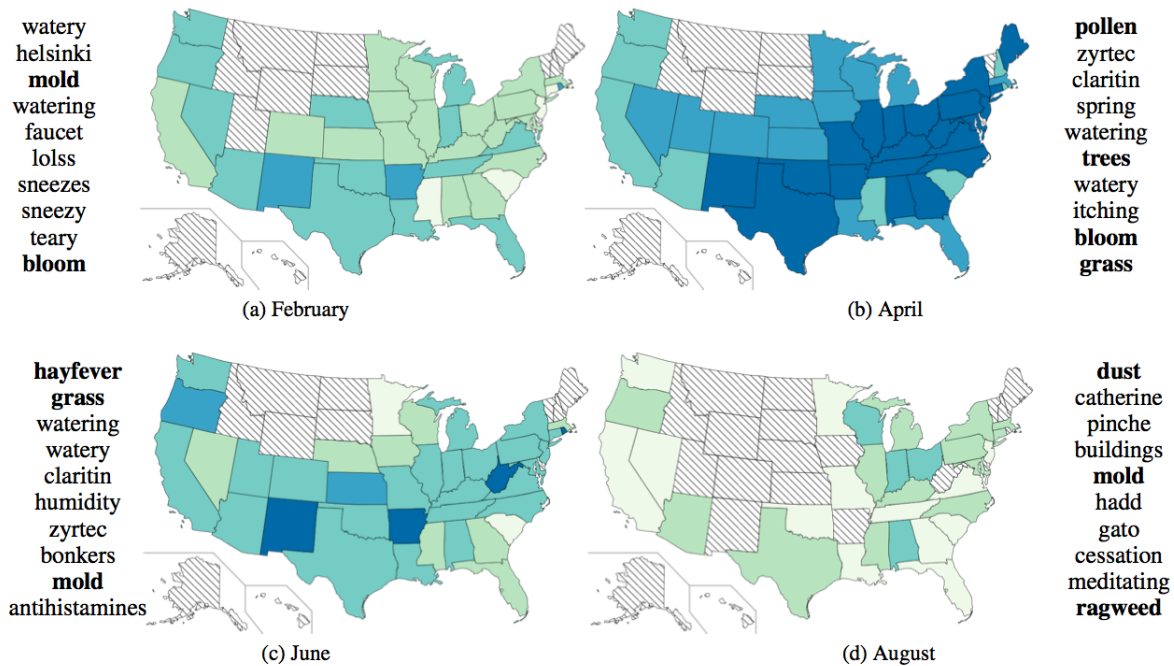 watery
helsinki
mold
watering
faucet
lolss
sneezes
sneezy
teary
bloom
(a) February
pollen
zyrtec
claritin
spring
watering
trees
watery
itching
bloom
grass
(b) April
hayfever
grass
watering
watery
claritin
humidity
zyrtec
bonkers
mold
antihistamines
(c) June
dust
catherine
pinche
buildings
mold
hadd
gato
cessation
meditating
ragweed
(d) August